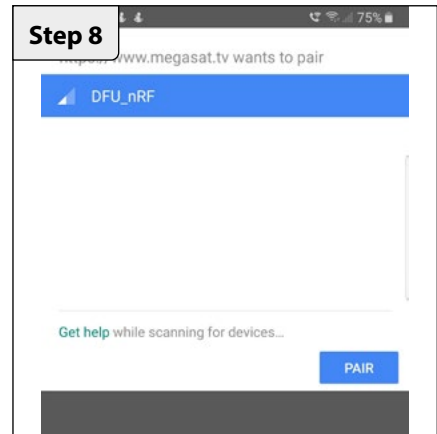 Step 8
75%
www.megasat.tv wants to pair
DFU_nRF
Get help while scanning for devices...
PAIR